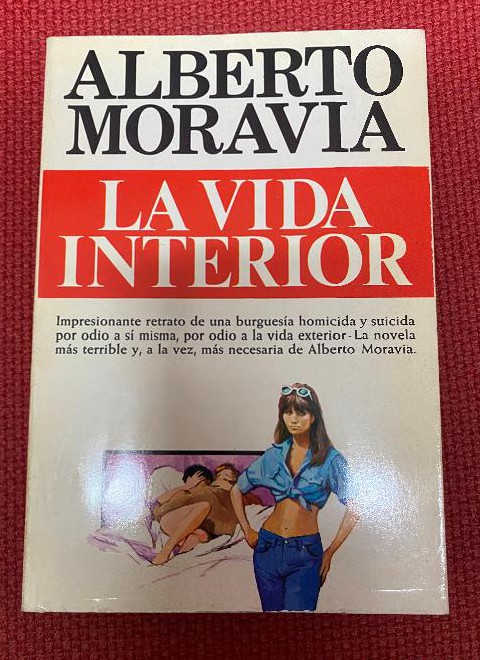 ALBERTO
MORAVIA
LA VIDA
INTERIOR
Impresionante retrato de una burguesía homicida y suicida
por odio a sí misma, por odio a la vida exterior-La novela
más terrible y, a la vez, más necesaria de Alberto Moravia.